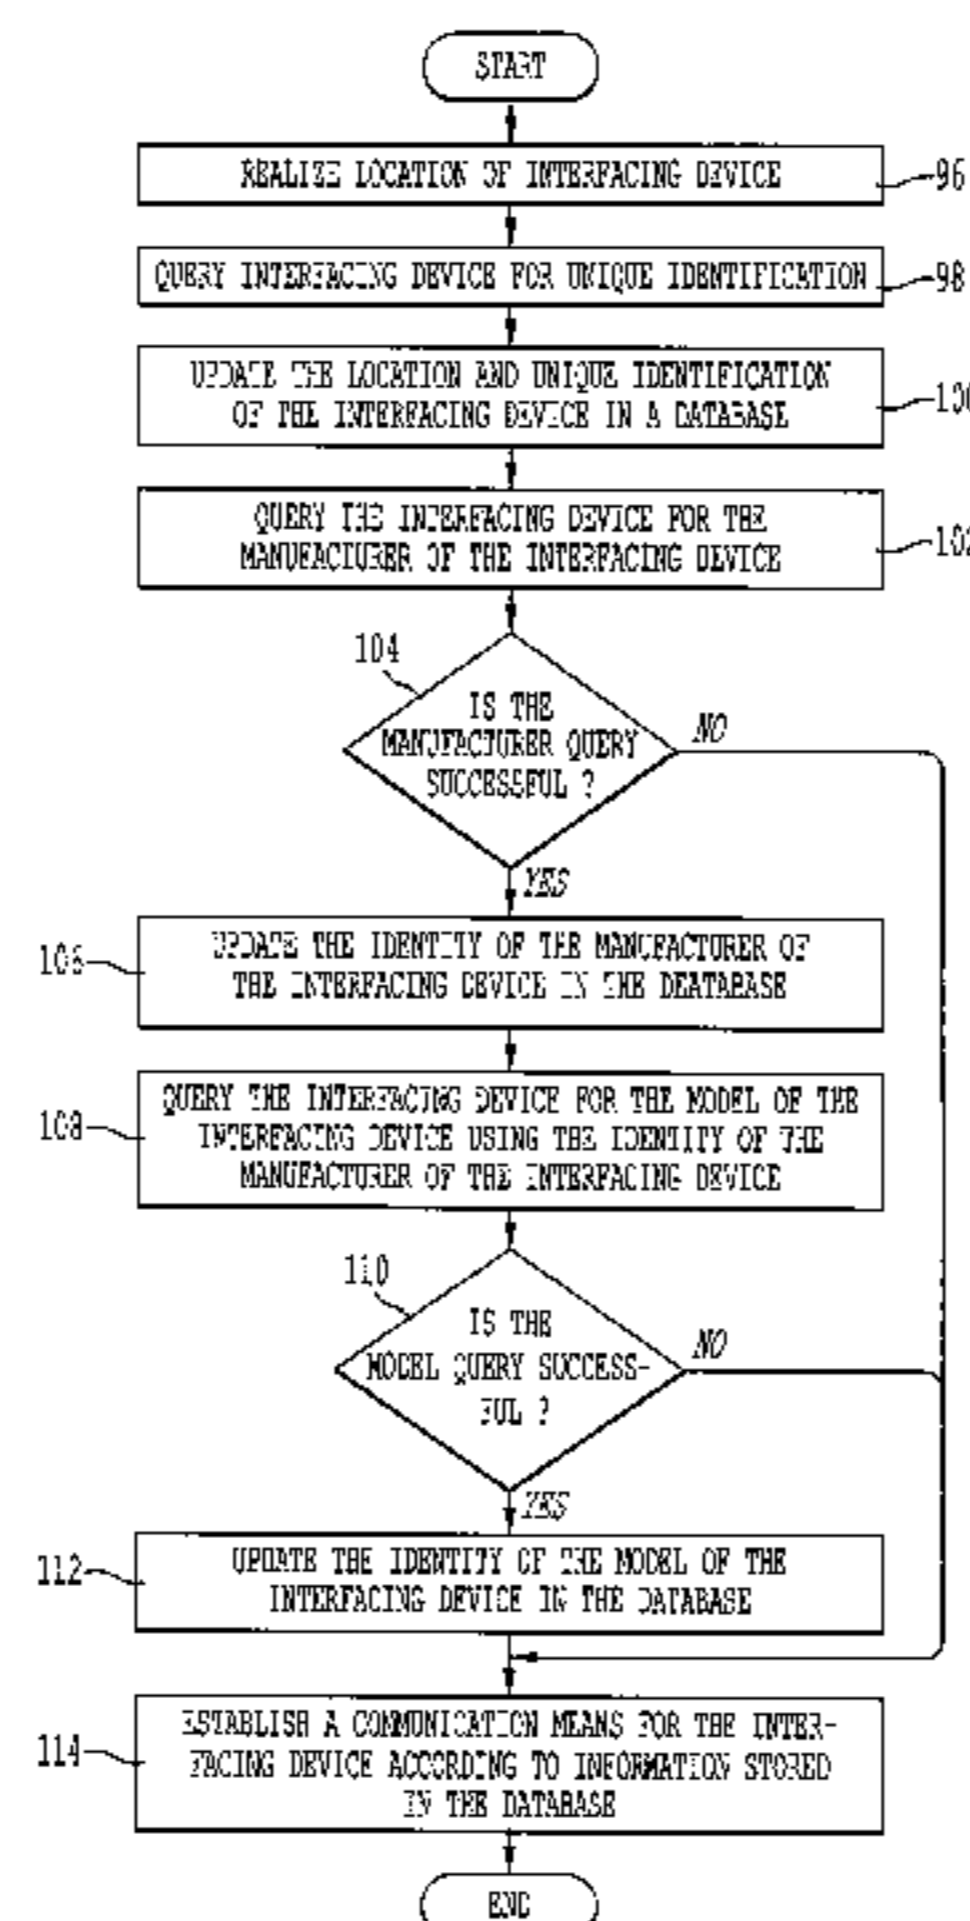 START
REALIZE LOCATION OF INTERFACING DEVICE
96
QUERY INTERFACING DEVICE FOR UNIQUE IDENTIFICATION
98
UPDATE THE LOCATION AND UNIQUE IDENTIFICATION
OF THE INTERFACING DEVICE IN A DATABASE
100
QUERY THE INTERFACING DEVICE FOR THE
MANUFACTURER OF THE INTERFACING DEVICE
102
104
IS THE
MANUFACTURER QUERY
SUCCESSFUL ?
NO
YES
106
UPDATE THE IDENTITY OF THE MANUFACTURER OF
THE INTERFACING DEVICE IN THE DEATABASE
108
QUERY THE INTERFACING DEVICE FOR THE MODEL OF THE
INTERFACING DEVICE USING THE IDENTITY OF THE
MANUFACTURER OF THE INTERFACING DEVICE
110
IS THE
MODEL QUERY SUCCESS-
FUL ?
NO
YES
112
UPDATE THE IDENTITY OF THE MODEL OF THE
INTERFACING DEVICE IN THE DATABASE
114
ESTABLISH A COMMUNICATION MEANS FOR THE INTER-
FACING DEVICE ACCORDING TO INFORMATION STORED
IN THE DATABASE
END